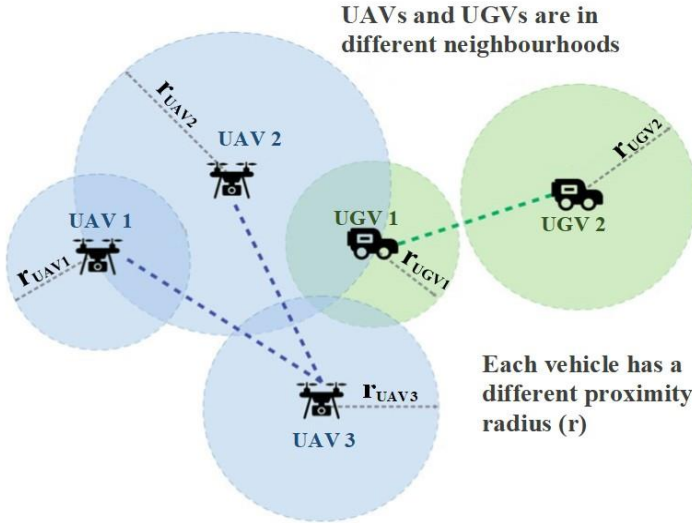 UAVs and UGVs are in
different neighbourhoods
rUAV2
rUGV2
UAV 2
UAV 1
UGV 1
UGV 2
rUAV1
rUGV1
Each vehicle has a
different proximity
radius (r)
rUAV3
UAV 3